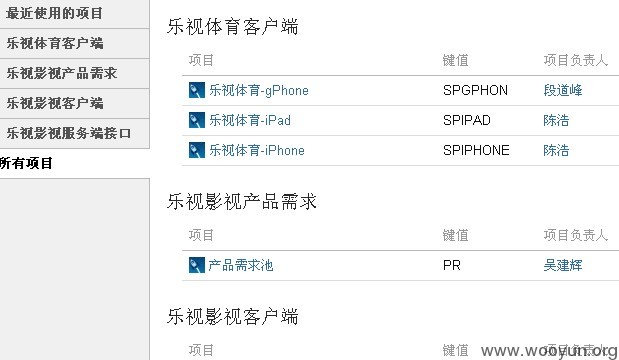 最近使用的项目
乐视体育客户端
乐视影视产品需求
乐视影视客户端
乐视影视服务端接口
所有项目
乐视体育客户端
项目 键值 项目负责人
乐视体育-gPhone SPGPHON 段道峰
乐视体育-iPad SPIPAD 陈浩
乐视体育-iPhone SPIPHONE 陈浩
乐视影视产品需求
项目 键值 项目负责人
产品需求池 PR 吴建辉
乐视影视客户端
项目 键值 项目负责人
www.wooyun.org